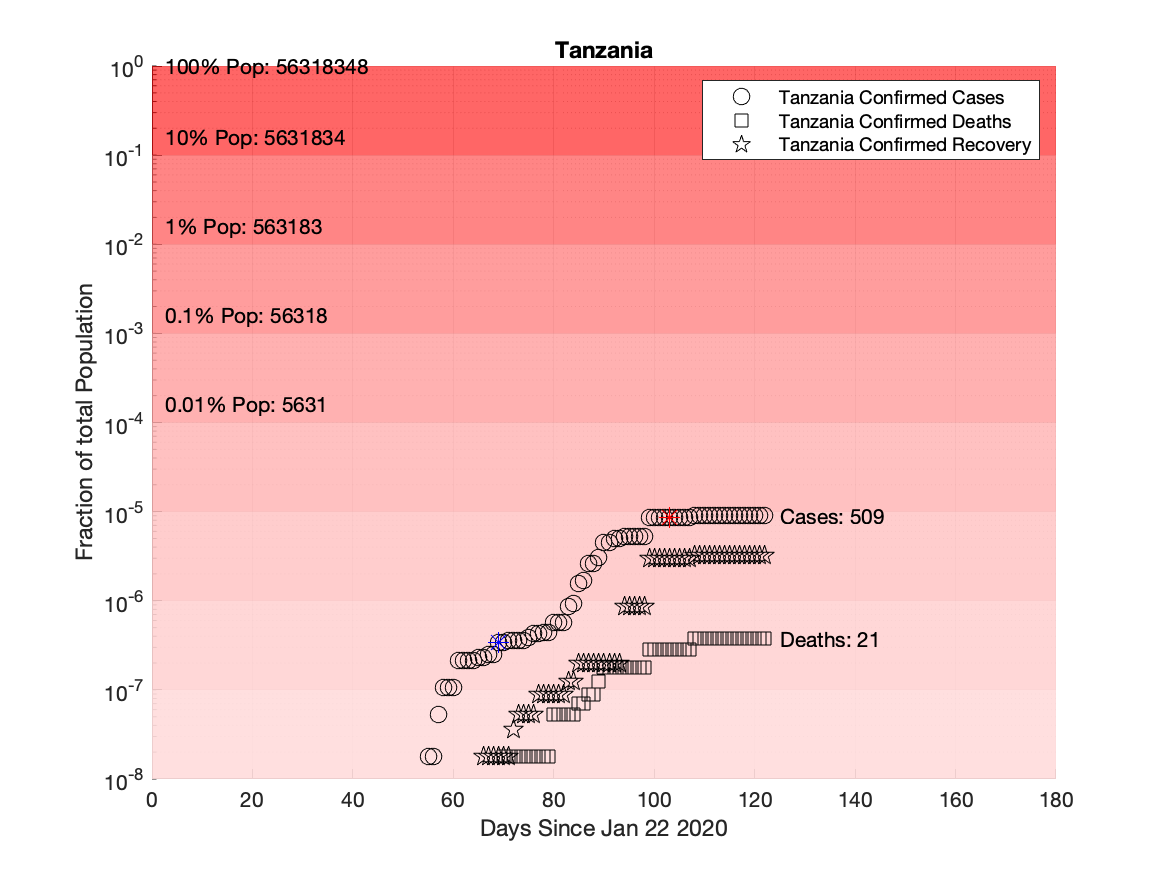 Tanzania
10^0
10^-1
10^-2
10^-3
10^-4
10^-5
10^-6
10^-7
10^-8
Fraction of total Population
100% Pop: 56318348
10% Pop: 5631834
1% Pop: 563183
0.1% Pop: 56318
0.01% Pop: 5631
Tanzania Confirmed Cases
Tanzania Confirmed Deaths
Tanzania Confirmed Recovery
Cases: 509
Deaths: 21
0 20 40 60 80 100 120 140 160 180
Days Since Jan 22 2020